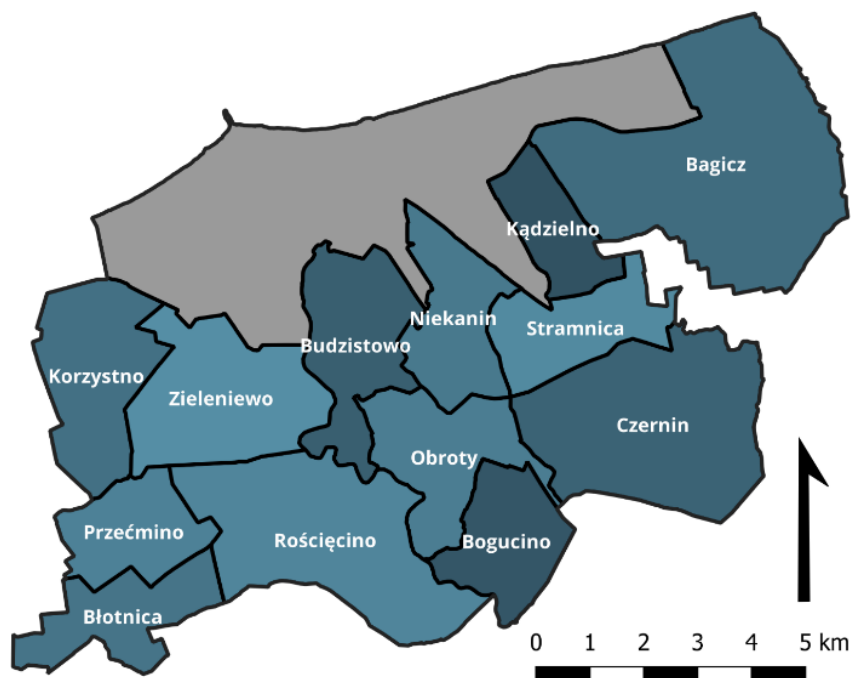 Bagicz
Kądzielno
Niekanin
Stramnica
Budzistowo
Korzystno
Zieleniewo
Czernin
Obroty
Przećmino
Rościęcino
Bogucino
Błotnica
0 1 2 3 4 5 km